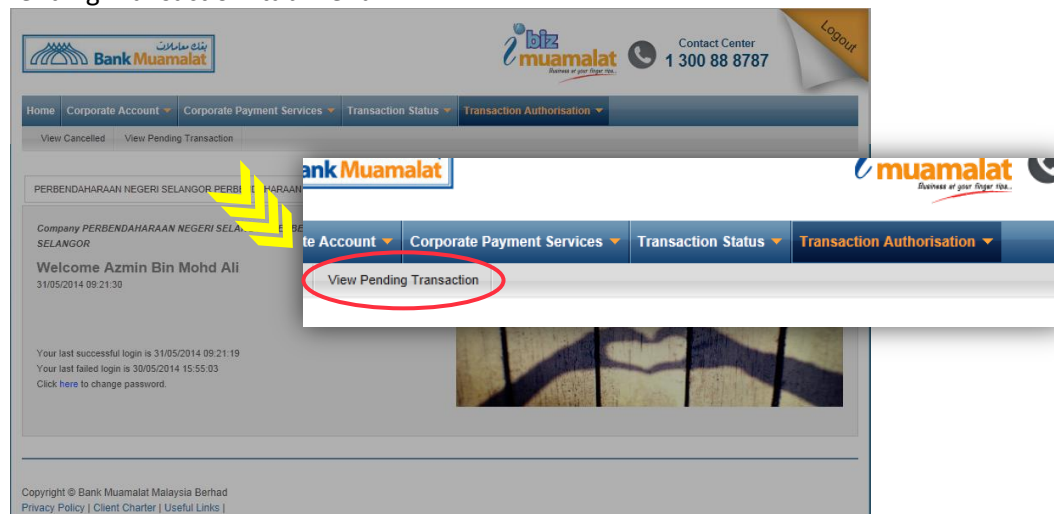 بنك معاملات
Bank Muamalat
i biz
muamalat
Business at your finger tips..
Contact Center
1 300 88 8787
Logout
Home Corporate Account Corporate Payment Services Transaction Status Transaction Authorisation
View Cancelled View Pending Transaction
PERBENDAHARAAN NEGERI SELANGOR
Company PERBENDAHARAAN NEGERI
SELANGOR
Welcome Azmin Bin Mohd Ali
31/05/2014 09:21:30
Your last successful login is 31/05/2014 09:21:19
Your last failed login is 30/05/2014 15:55:03
Click here to change password.
ank Muamalat
i muamalat
Business at your finger tips..
te Account Corporate Payment Services Transaction Status Transaction Authorisation
View Pending Transaction
Copyright © Bank Muamalat Malaysia Berhad
Privacy Policy | Client Charter | Useful Links |